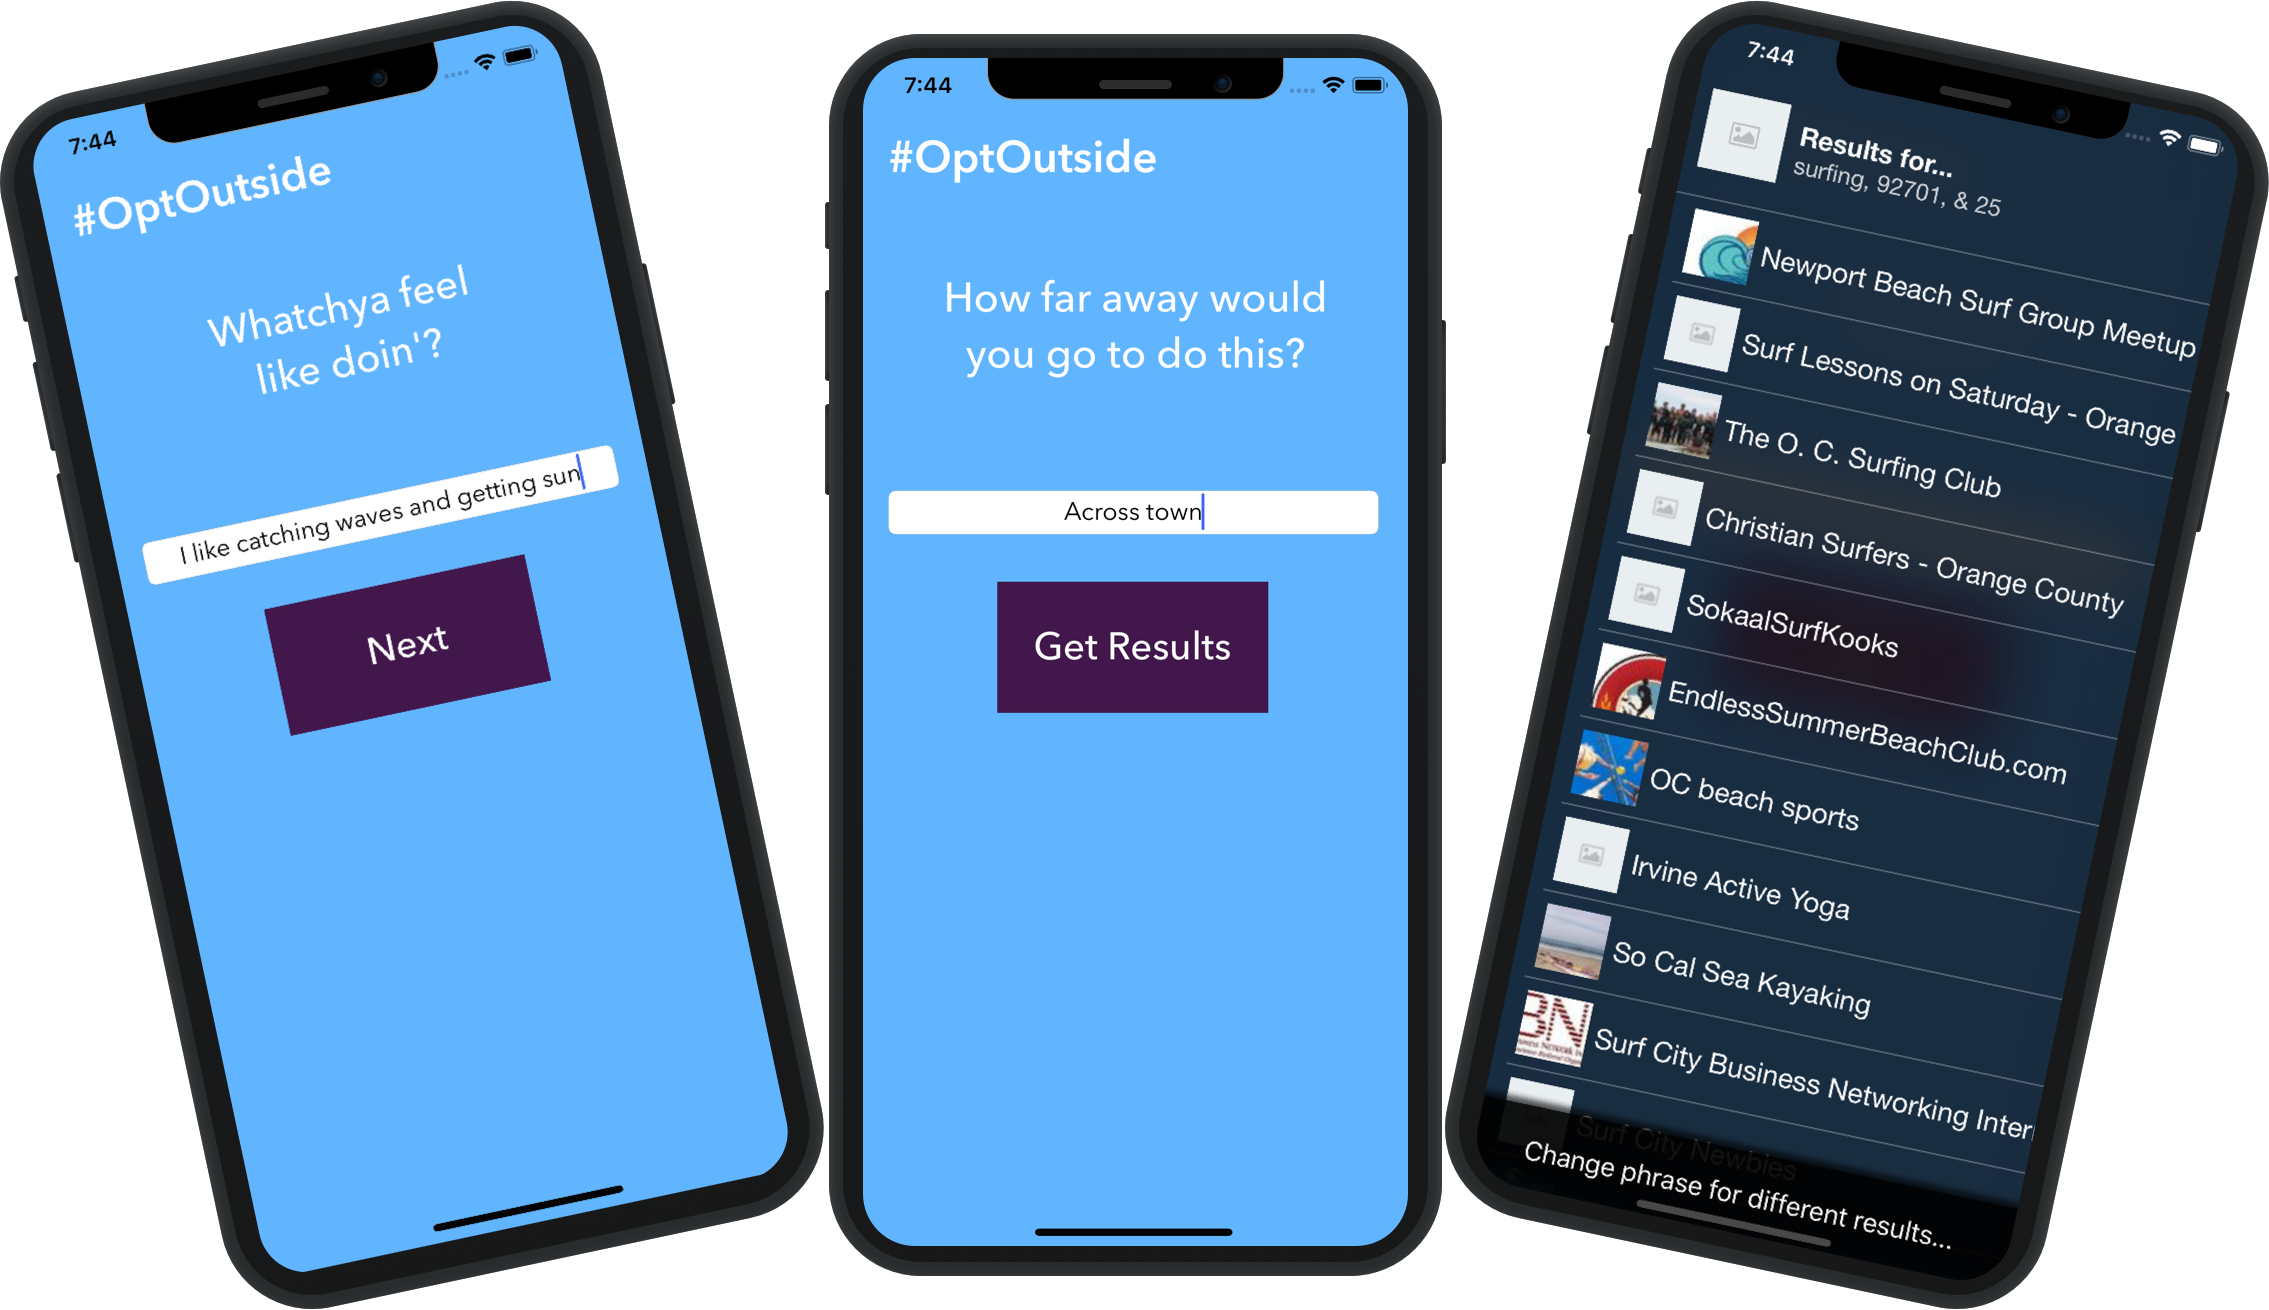 7:44
#OptOutside
Whatchya feel
like doin'?
I like catching waves and getting sun
Next
7:44
#OptOutside
How far away would
you go to do this?
Across town
Get Results
7:44
Results for...
surfing, 92701, & 25
Newport Beach Surf Group Meetup
Surf Lessons on Saturday - Orange
The O. C. Surfing Club
Christian Surfers - Orange County
SokaalSurfKooks
EndlessSummerBeachClub.com
OC beach sports
Irvine Active Yoga
So Cal Sea Kayaking
BN
Surf City Business Networking Inter
Surf City Newbies
Change phrase for different results...